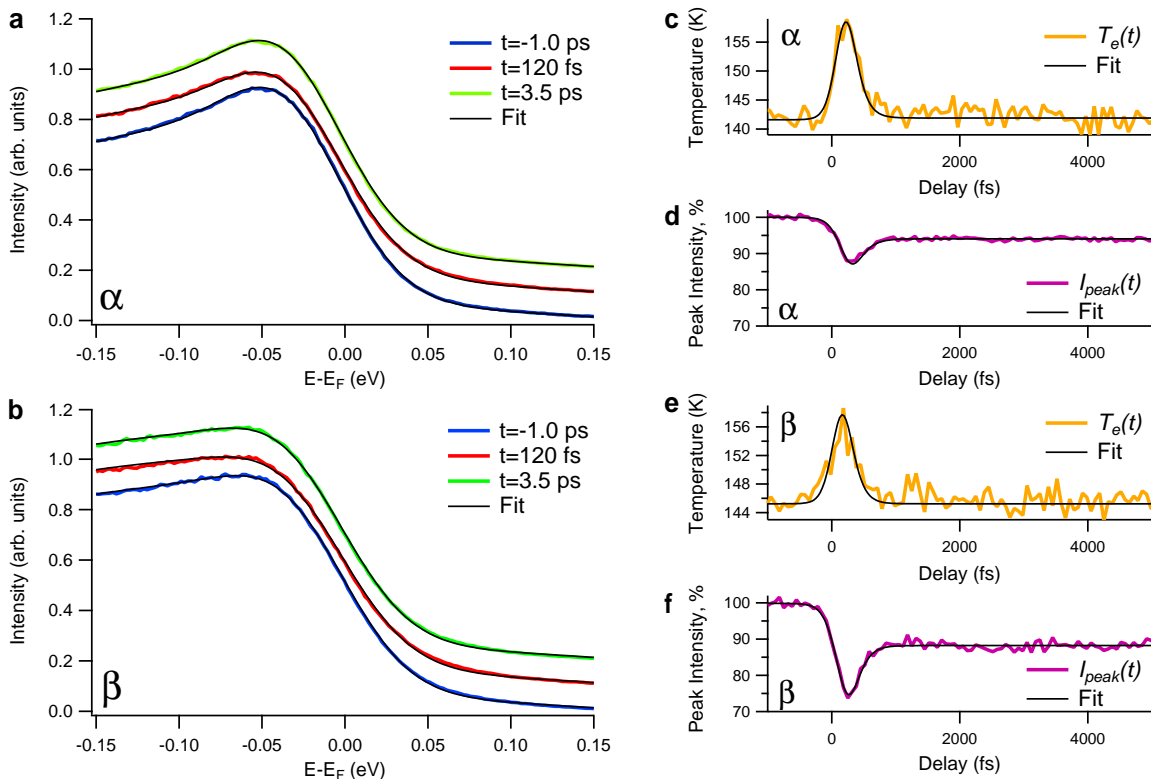 a
1.2
1.0
0.8
0.6
0.4
0.2
0.0
Intensity (arb. units)
t=-1.0 ps
t=120 fs
t=3.5 ps
Fit
α
-0.15 -0.10 -0.05 0.00 0.05 0.10 0.15
E-EF (eV)
b
1.2
1.0
0.8
0.6
0.4
0.2
0.0
Intensity (arb. units)
t=-1.0 ps
t=120 fs
t=3.5 ps
Fit
β
-0.15 -0.10 -0.05 0.00 0.05 0.10 0.15
E-EF (eV)
c
α
155
145
140
Temperature (K)
Te(t)
Fit
0 2000 4000
Delay (fs)
d
100
90
80
70
Peak Intensity, %
Ipeak(t)
Fit
α
0 2000 4000
Delay (fs)
e
β
156
152
148
144
Temperature (K)
Te(t)
Fit
0 2000 4000
Delay (fs)
f
100
90
80
70
Peak Intensity, %
Ipeak(t)
Fit
β
0 2000 4000
Delay (fs)